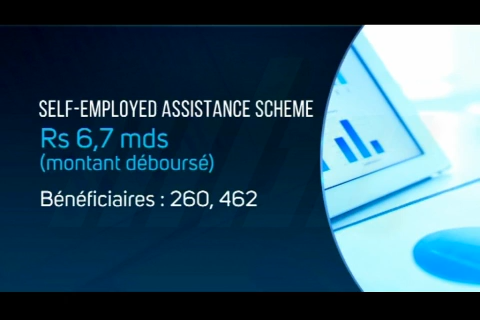 SELF-EMPLOYED ASSISTANCE SCHEME
Rs 6,7 mds
(montant déboursé)
Bénéficiaires : 260, 462